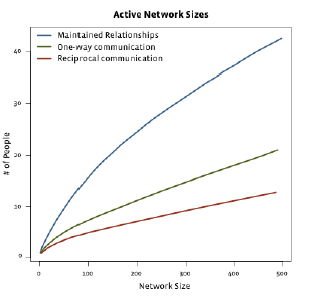 Active Network Sizes
Maintained Relationships
One-way communication
Reciprocal communication
# of People
40
30
20
10
0
0 100 200 300 400 500
Network Size